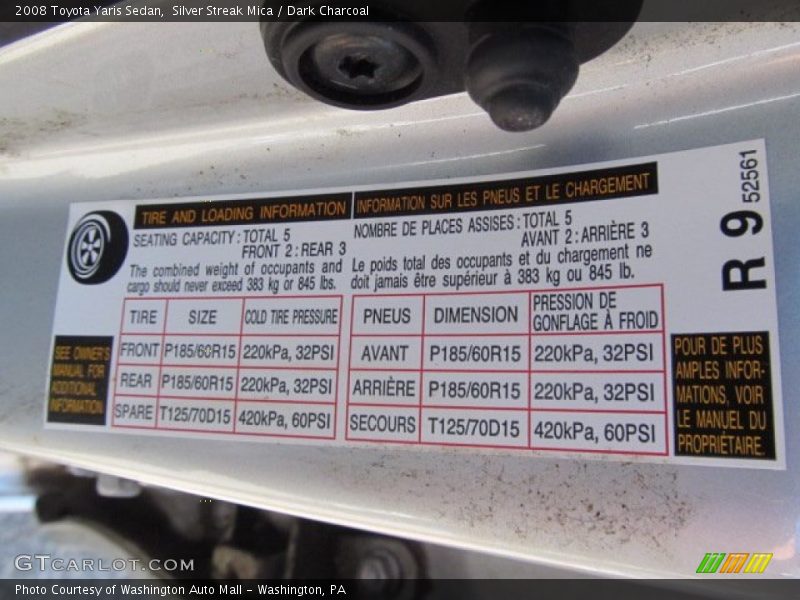 2008 Toyota Yaris Sedan, Silver Streak Mica / Dark Charcoal
TIRE AND LOADING INFORMATION
SEATING CAPACITY : TOTAL 5
FRONT 2 : REAR 3
The combined weight of occupants and
cargo should never exceed 383 kg or 845 lbs.
TIRE SIZE COLD TIRE PRESSURE
FRONT P185/60R15 220kPa, 32PSI
REAR P185/60R15 220kPa, 32PSI
SPARE T125/70D15 420kPa, 60PSI
SEE OWNER'S
MANUAL FOR
ADDITIONAL
INFORMATION
INFORMATION SUR LES PNEUS ET LE CHARGEMENT
NOMBRE DE PLACES ASSISES : TOTAL 5
AVANT 2 : ARRIÈRE 3
Le poids total des occupants et du chargement ne
doit jamais être supérieur à 383 kg ou 845 lb.
PNEUS DIMENSION PRESSION DE
GONFLAGE À FROID
AVANT P185/60R15 220kPa, 32PSI
ARRIÈRE P185/60R15 220kPa, 32PSI
SECOURS T125/70D15 420kPa, 60PSI
POUR DE PLUS
AMPLES INFOR-
MATIONS, VOIR
LE MANUEL DU
PROPRIÉTAIRE.
R 9 52561
GTCARLOT.COM
Photo Courtesy of Washington Auto Mall - Washington, PA